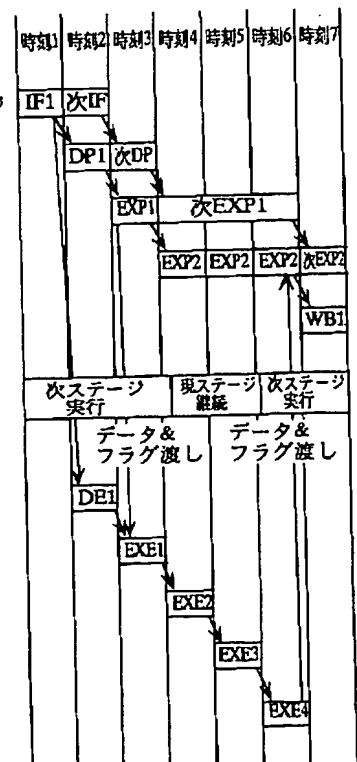 時刻1 時刻2 時刻3 時刻4 時刻5 時刻6 時刻7
IF1 次IF
DP1 次DP
EXP1 次EXP1
EXP2 EXP2 EXP2 次EXP2
WB1
次ステージ 現ステージ 次ステージ
実行 継続 実行
データ& データ&
フラグ渡し フラグ渡し
DE1
EXE1
EXE2
EXE3
EXE4